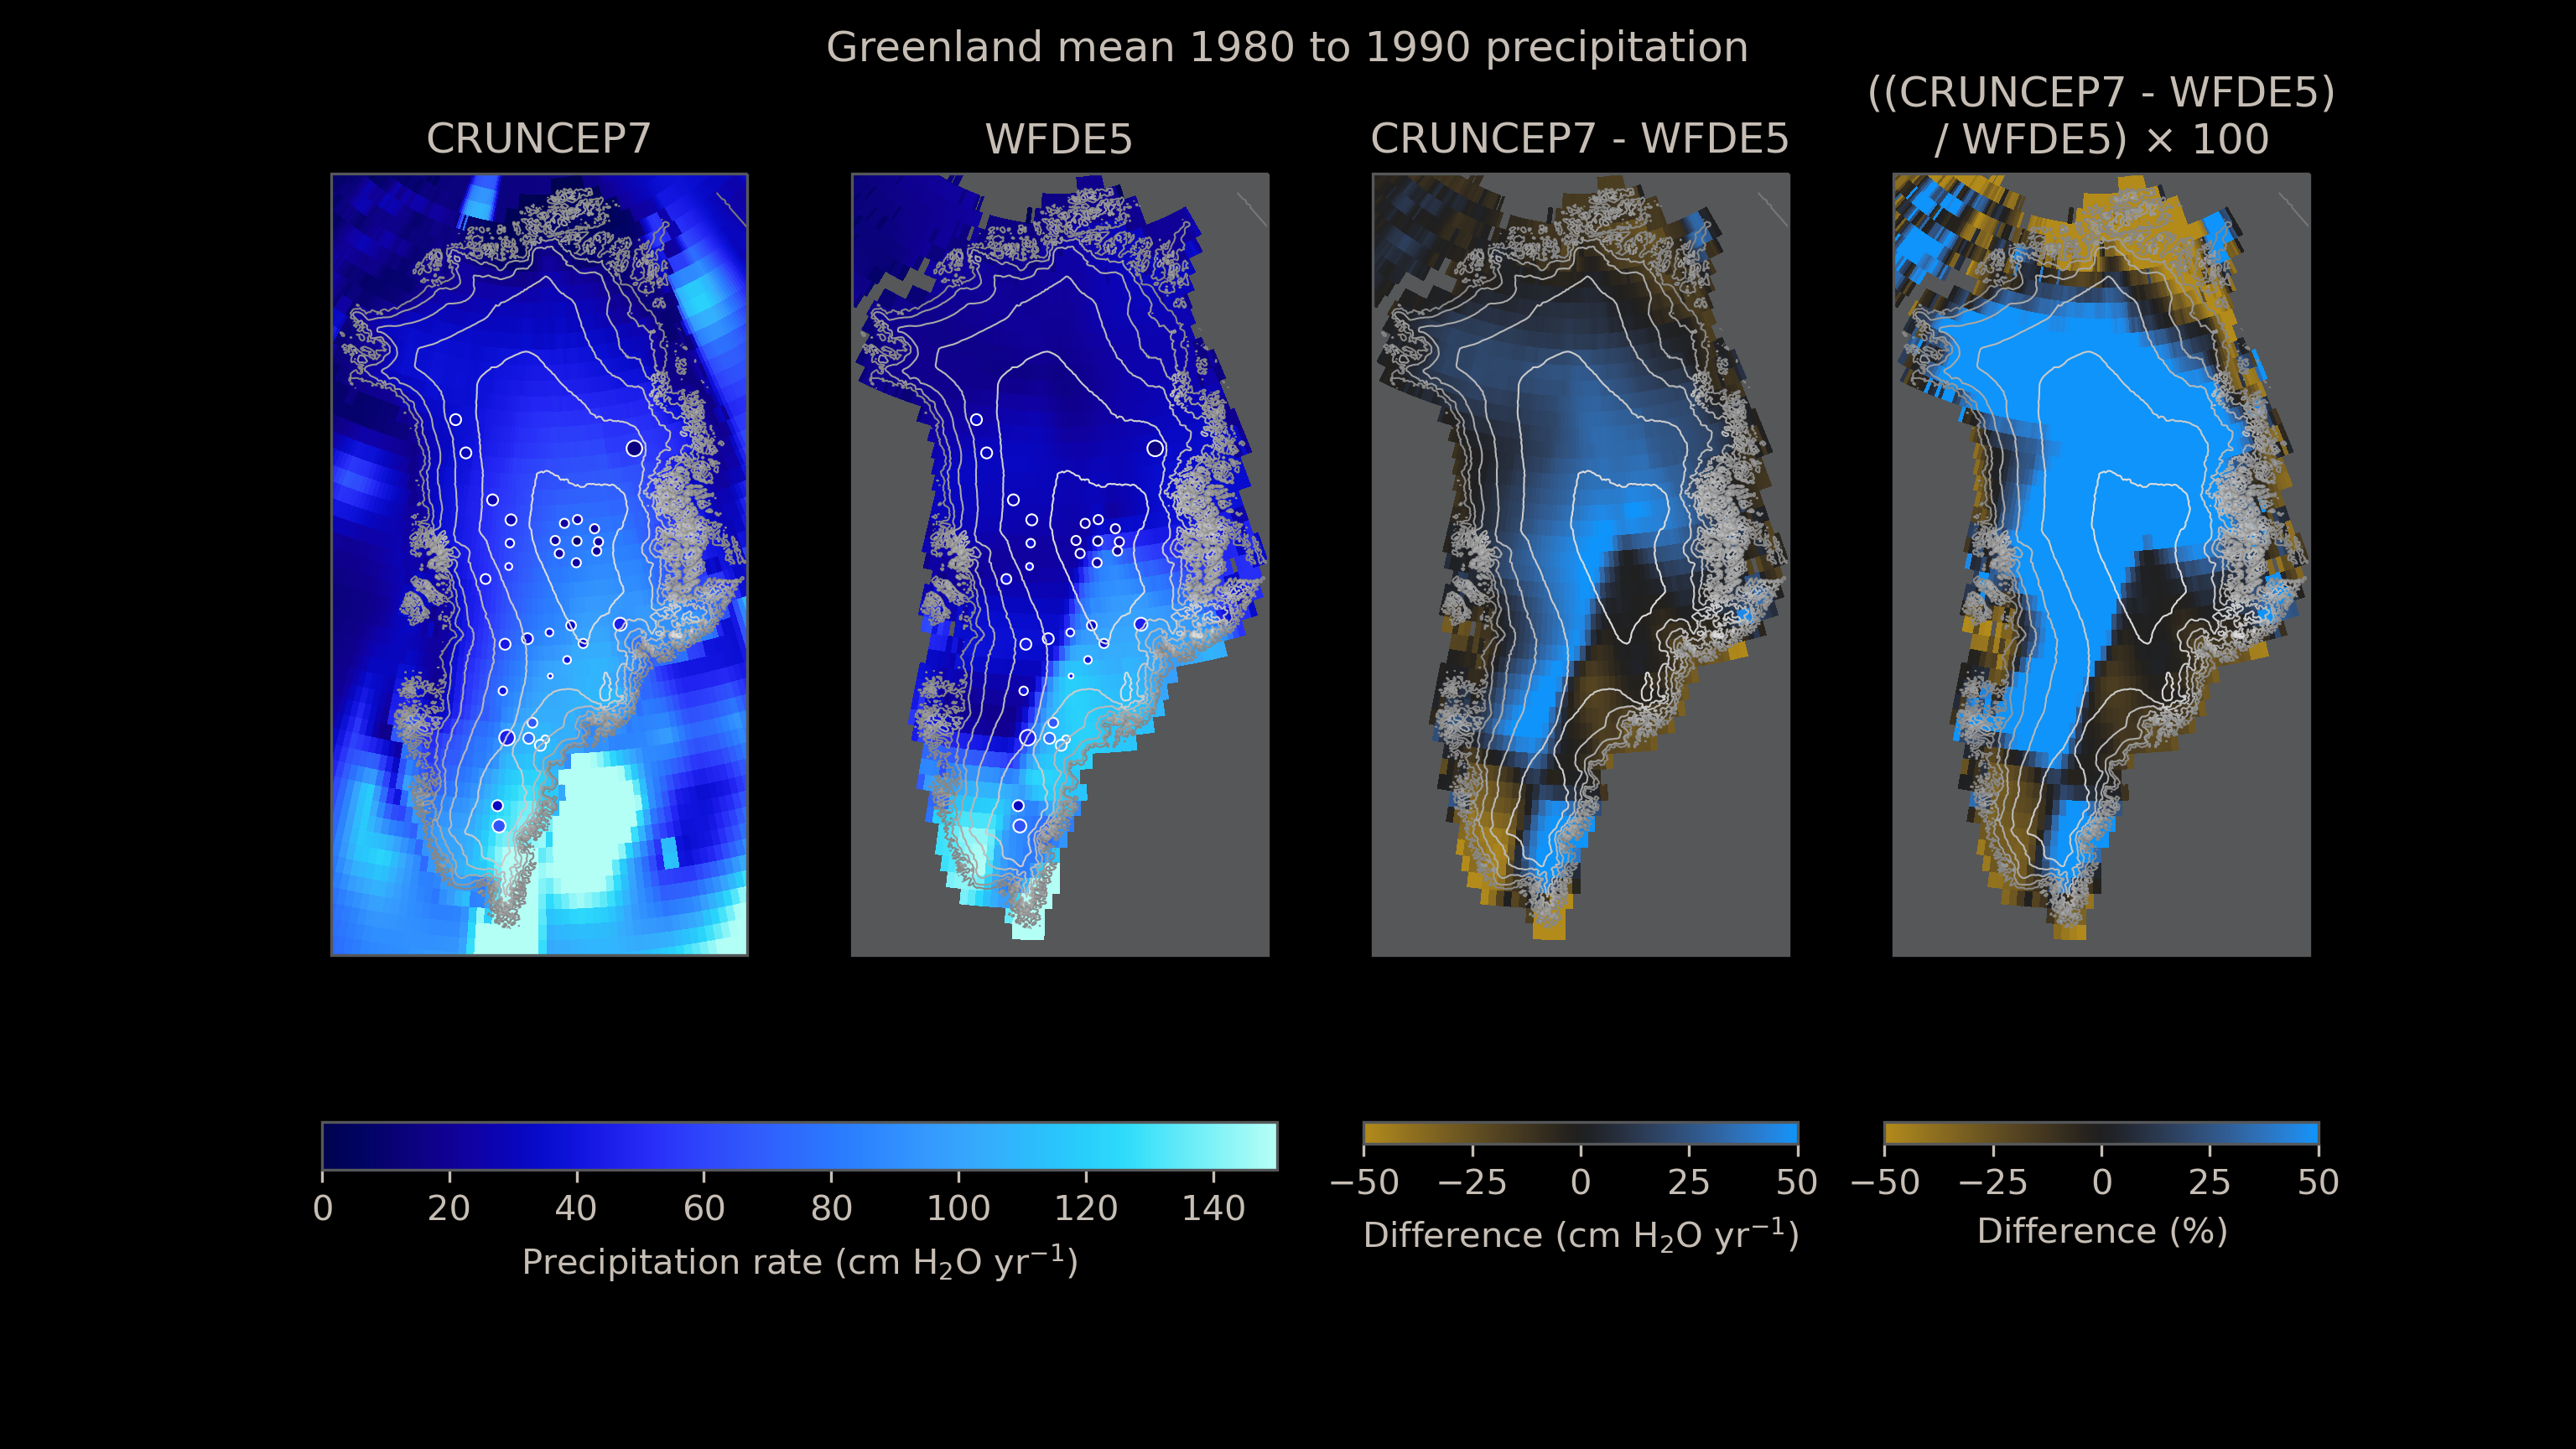 Greenland mean 1980 to 1990 precipitation
CRUNCEP7
WFDE5
CRUNCEP7 - WFDE5
((CRUNCEP7 - WFDE5)
/ WFDE5) × 100
0 20 40 60 80 100 120 140
Precipitation rate (cm H₂O yr⁻¹)
−50 −25 0 25 50
Difference (cm H₂O yr⁻¹)
−50 −25 0 25 50
Difference (%)